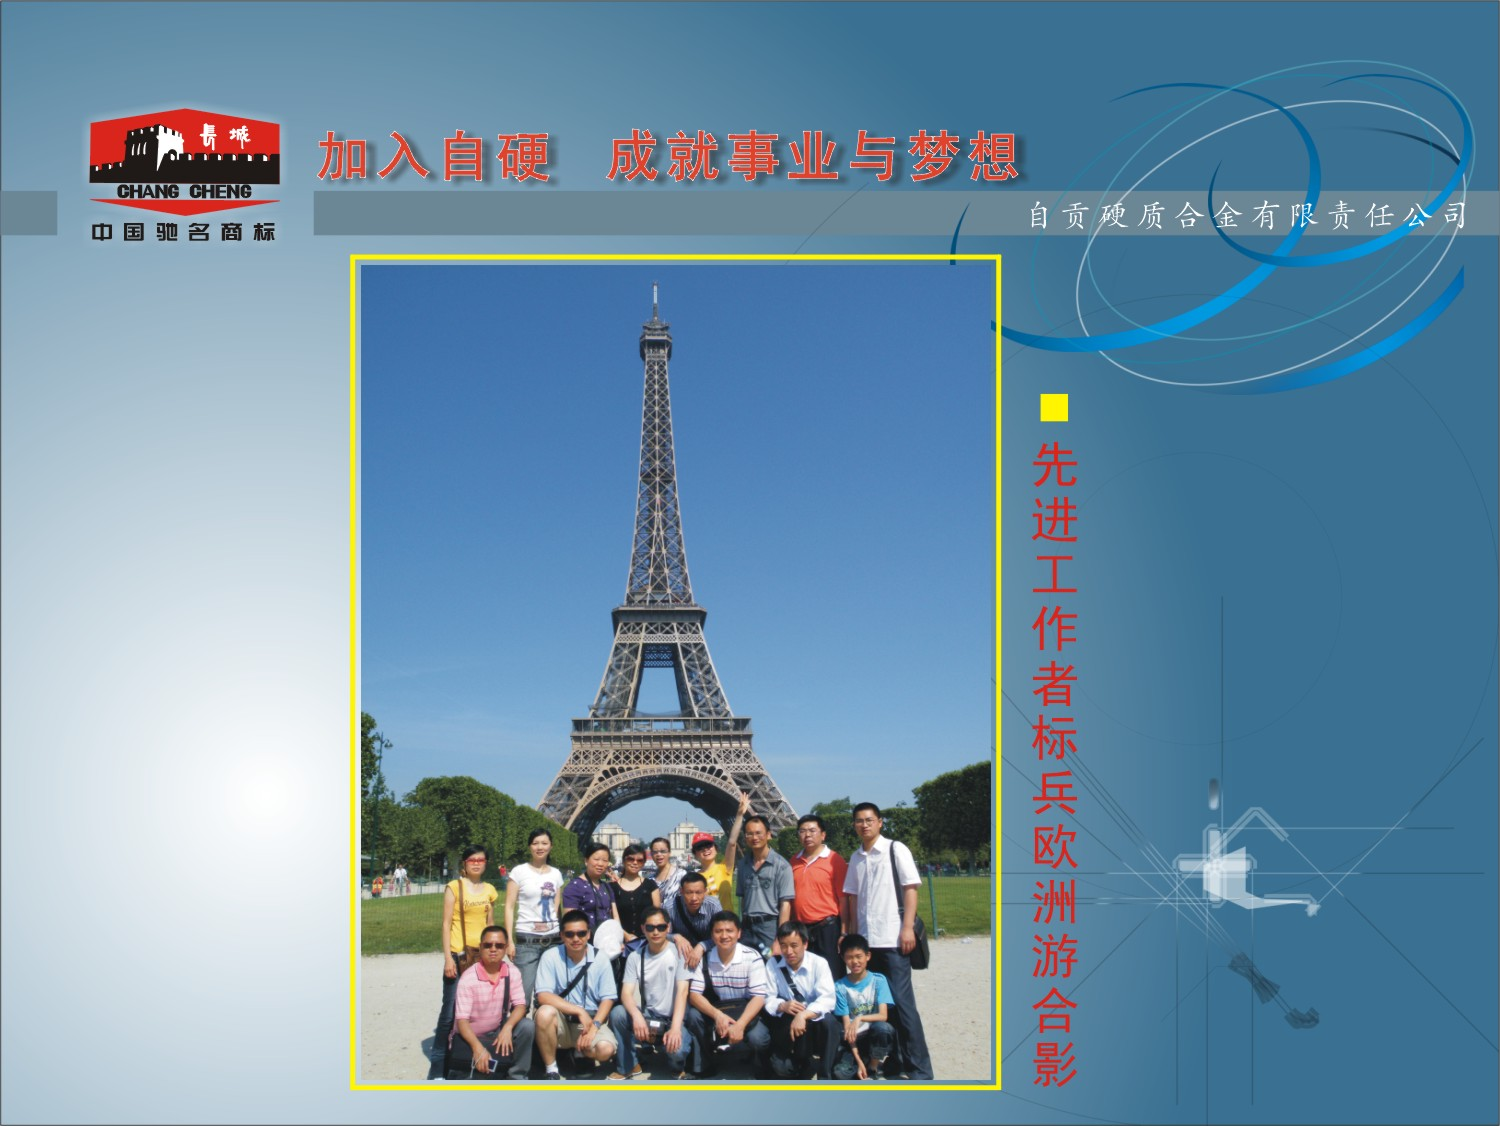 長城
CHANG CHENG
中国驰名商标
加入自硬 成就事业与梦想
自贡硬质合金有限责任公司
先进工作者标兵欧洲游合影